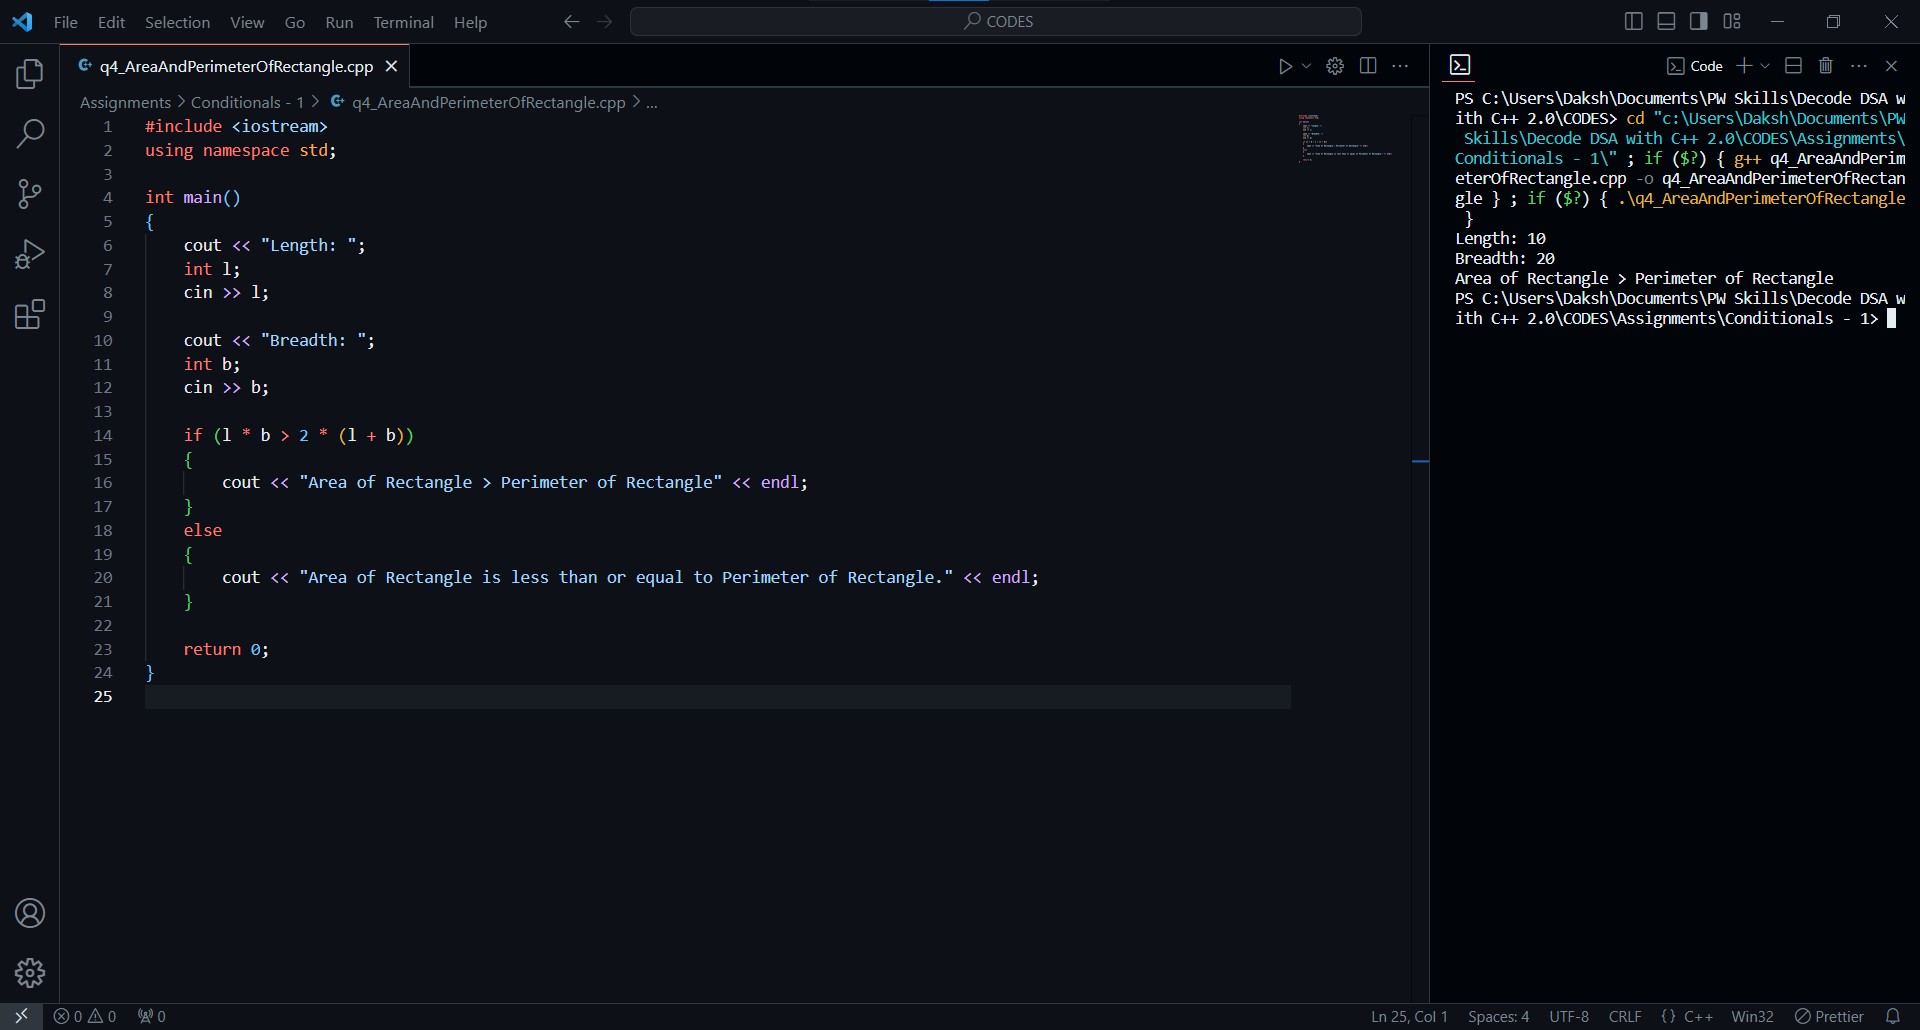 File Edit Selection View Go Run Terminal Help
CODES
q4_AreaAndPerimeterOfRectangle.cpp
Assignments > Conditionals - 1 > q4_AreaAndPerimeterOfRectangle.cpp > ...
1 #include <iostream>
2 using namespace std;
3
4 int main()
5 {
6 cout << "Length: ";
7 int l;
8 cin >> l;
9
10 cout << "Breadth: ";
11 int b;
12 cin >> b;
13
14 if (l * b > 2 * (l + b))
15 {
16 cout << "Area of Rectangle > Perimeter of Rectangle" << endl;
17 }
18 else
19 {
20 cout << "Area of Rectangle is less than or equal to Perimeter of Rectangle." << endl;
21 }
22
23 return 0;
24 }
25
Code
PS C:\Users\Daksh\Documents\PW Skills\Decode DSA w
ith C++ 2.0\CODES> cd "c:\Users\Daksh\Documents\PW
 Skills\Decode DSA with C++ 2.0\CODES\Assignments\
Conditionals - 1\" ; if ($?) { g++ q4_AreaAndPerim
eterOfRectangle.cpp -o q4_AreaAndPerimeterOfRectan
gle } ; if ($?) { .\q4_AreaAndPerimeterOfRectangle
 }
Length: 10
Breadth: 20
Area of Rectangle > Perimeter of Rectangle
PS C:\Users\Daksh\Documents\PW Skills\Decode DSA w
ith C++ 2.0\CODES\Assignments\Conditionals - 1>
0 0 0
Ln 25, Col 1 Spaces: 4 UTF-8 CRLF {} C++ Win32 Prettier